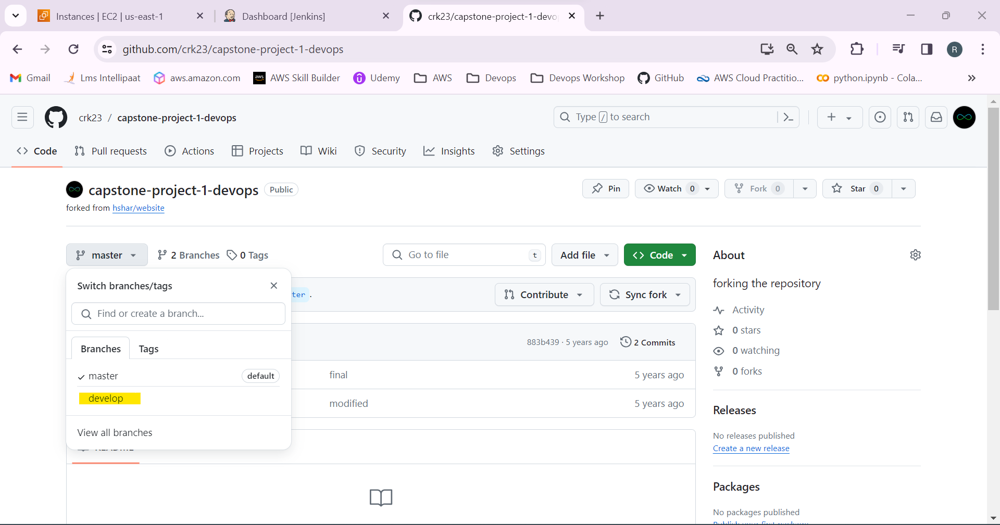 Instances | EC2 | us-east-1
Dashboard [Jenkins]
crk23/capstone-project-1-devo
github.com/crk23/capstone-project-1-devops
R
Gmail
Lms Intellipaat
aws.amazon.com
aws
AWS Skill Builder
Udemy
AWS
Devops
Devops Workshop
GitHub
AWS Cloud Practitio...
python.ipynb - Cola...
crk23 / capstone-project-1-devops
Type / to search
Code
Pull requests
Actions
Projects
Wiki
Security
Insights
Settings
capstone-project-1-devops
Public
Pin
Watch 0
Fork 0
Star 0
forked from hshar/website
master
2 Branches
0 Tags
Go to file
t
Add file
Code
About
Switch branches/tags
ter .
Contribute
Sync fork
forking the repository
Find or create a branch...
Activity
0 stars
Branches
Tags
883b439 · 5 years ago
2 Commits
0 watching
master
default
final
5 years ago
0 forks
develop
modified
5 years ago
Releases
View all branches
No releases published
README
Create a new release
Packages
No packages published
Publish your first package